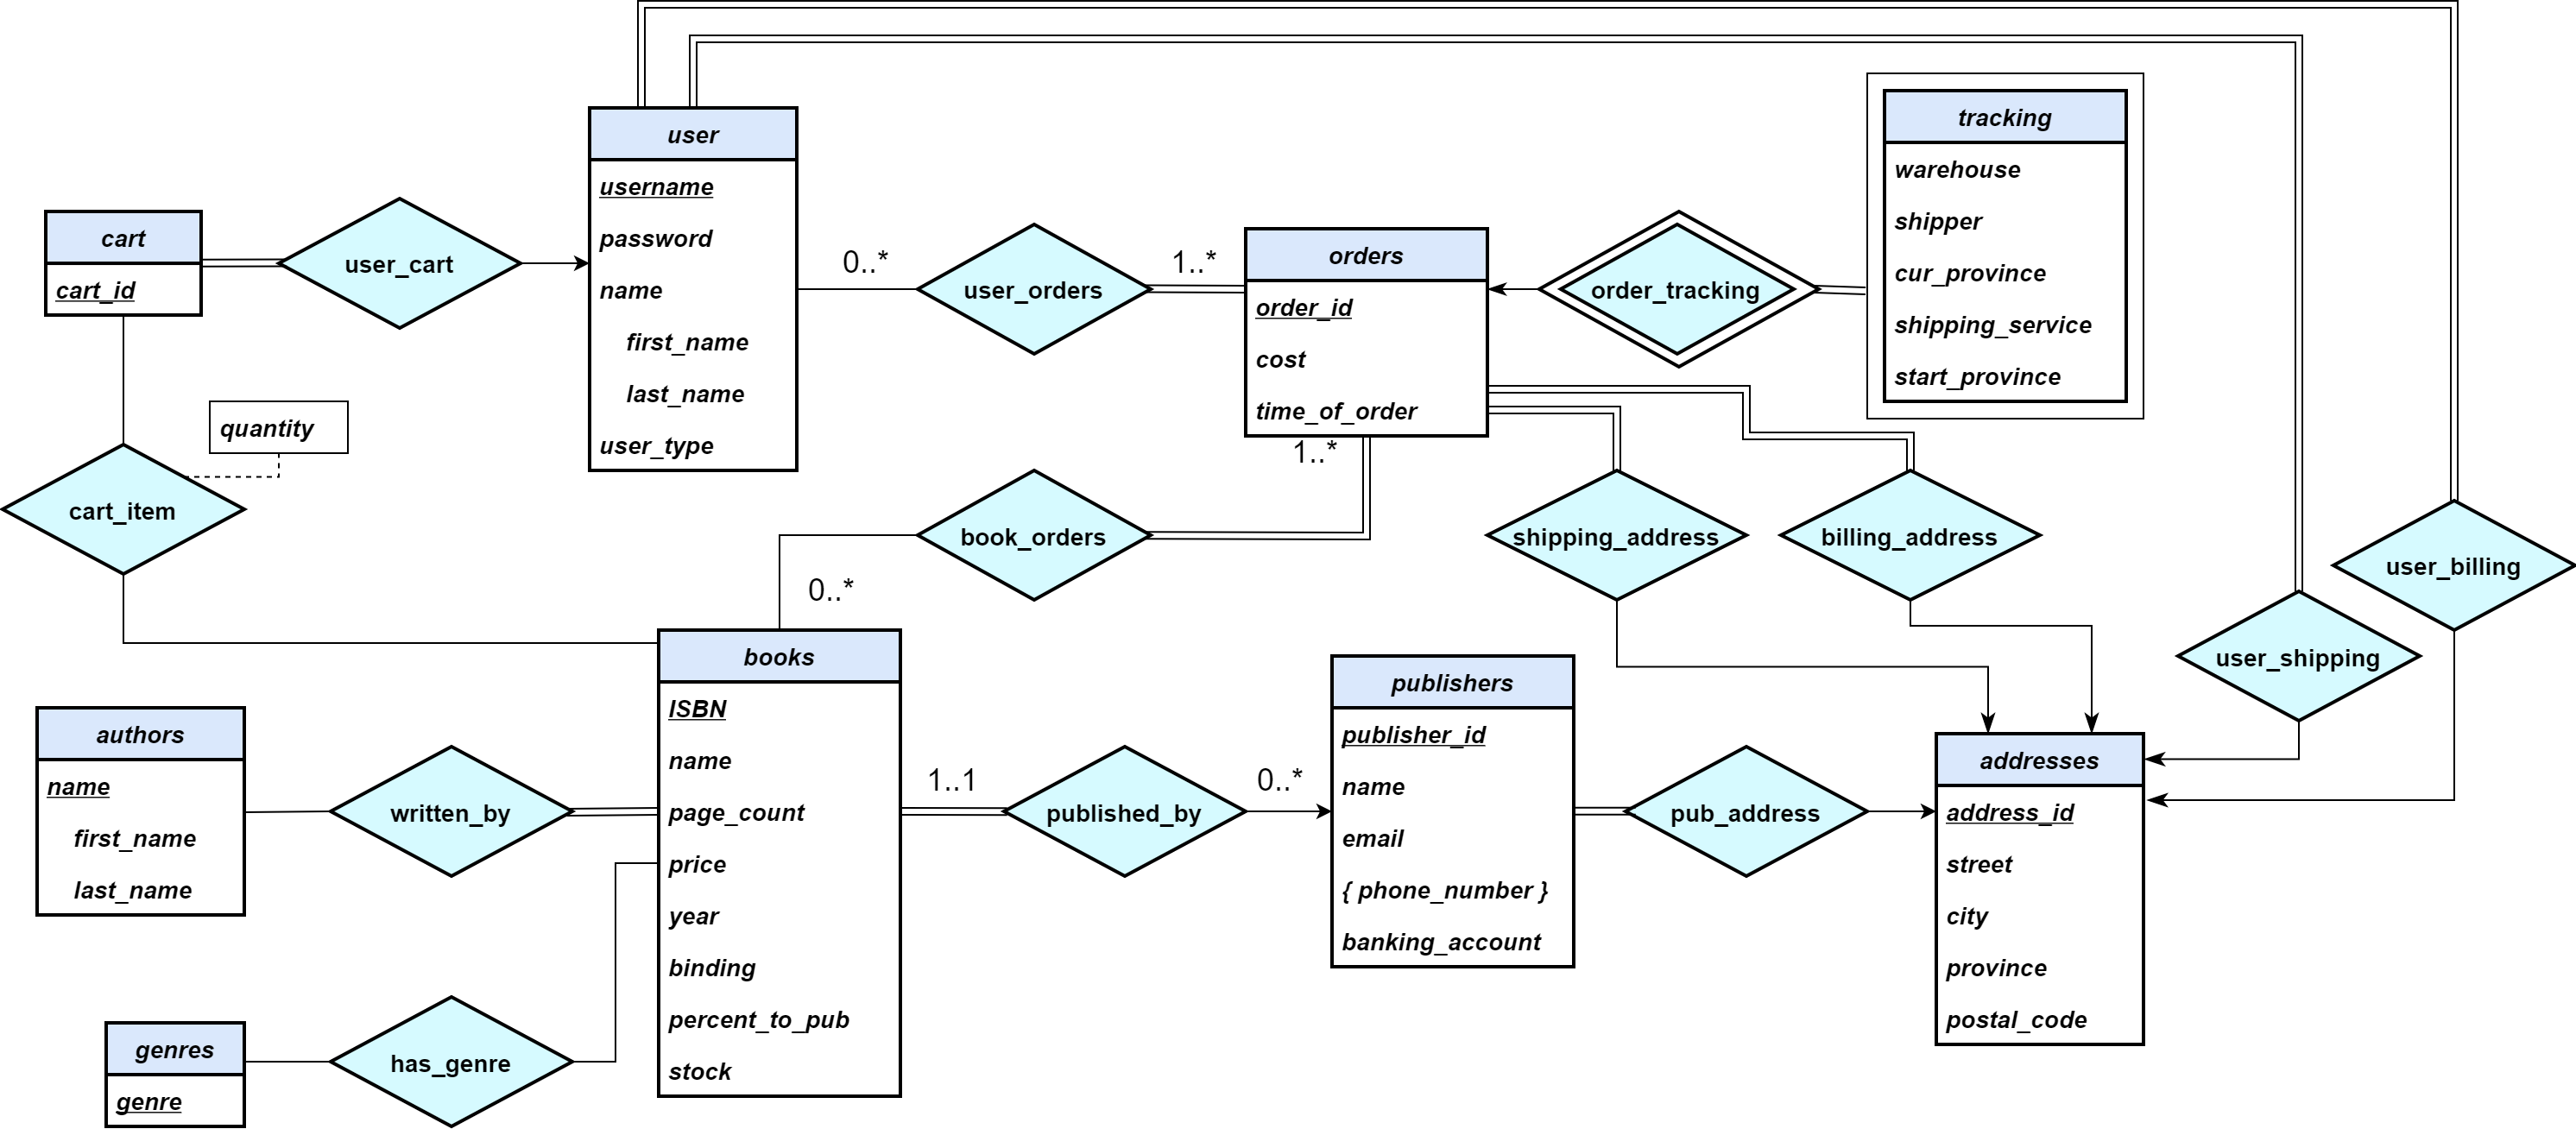 user
username
password
name
first_name
last_name
user_type
cart
cart_id
user_cart
quantity
cart_item
0..*
user_orders
1..*
orders
order_id
cost
time_of_order
1..*
order_tracking
tracking
warehouse
shipper
cur_province
shipping_service
start_province
book_orders
0..*
shipping_address
billing_address
user_billing
user_shipping
books
ISBN
name
page_count
price
year
binding
percent_to_pub
stock
authors
name
first_name
last_name
written_by
genres
genre
has_genre
1..1
published_by
0..*
publishers
publisher_id
name
email
{ phone_number }
banking_account
pub_address
addresses
address_id
street
city
province
postal_code